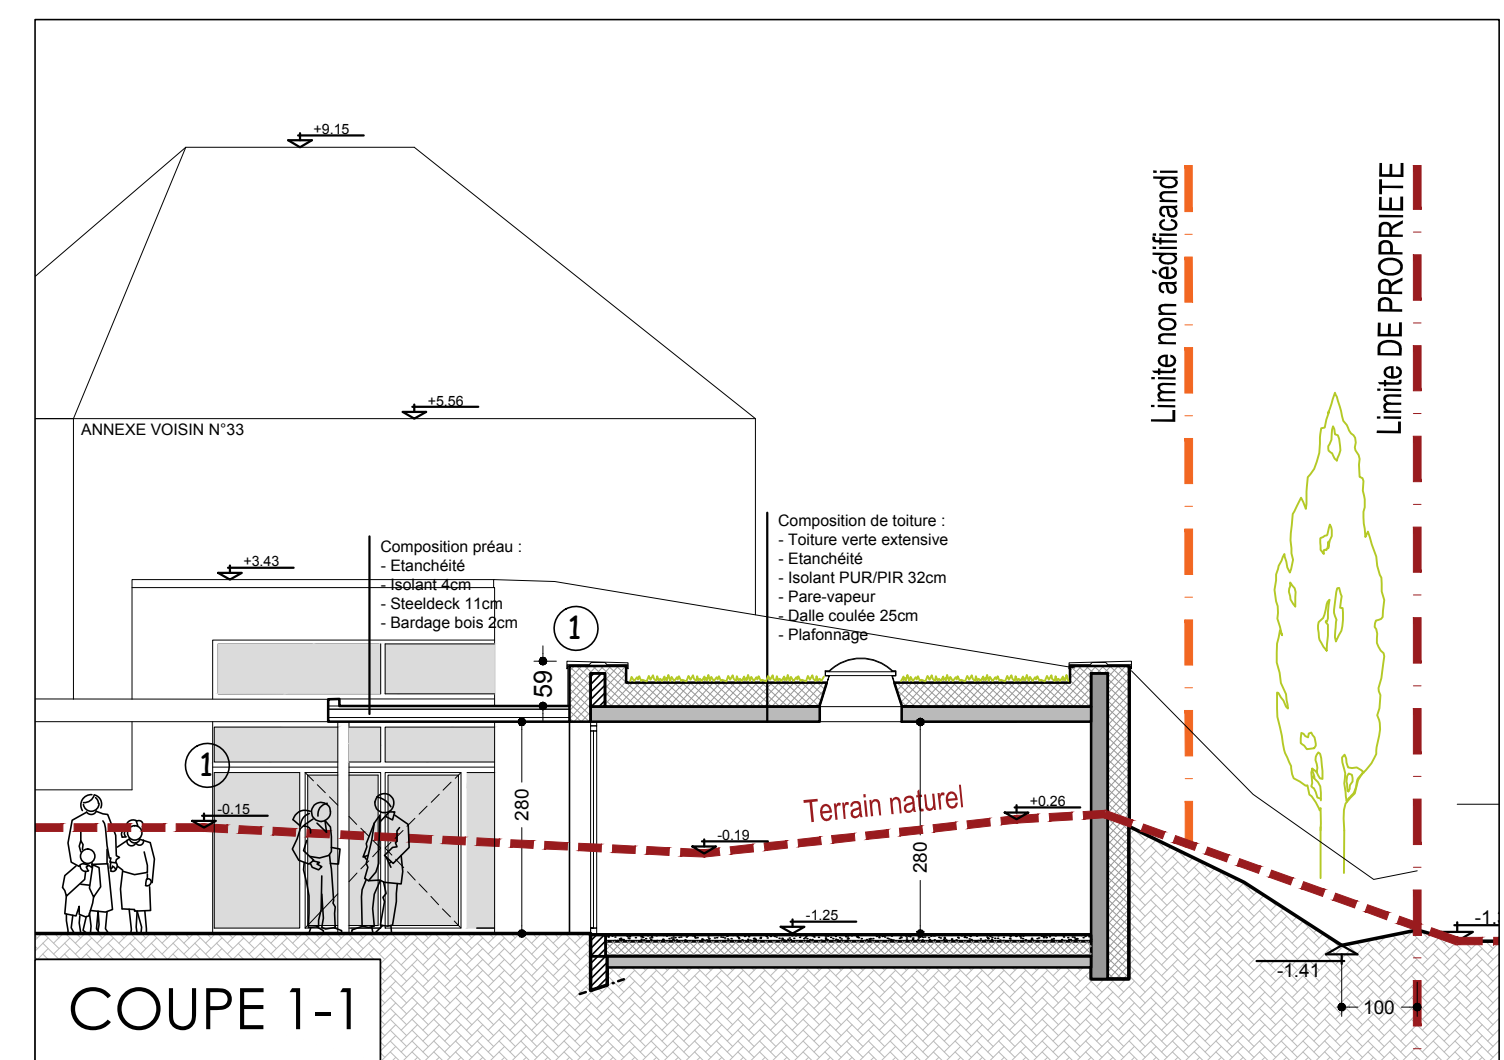 +9.15
+5.56
ANNEXE VOISIN N°33
Limite non aédificandi
Limite DE PROPRIETE
+3.43
Composition préau :
- Etanchéité
- Isolant 4cm
- Steeldeck 11cm
- Bardage bois 2cm
Composition de toiture :
- Toiture verte extensive
- Etanchéité
- Isolant PUR/PIR 32cm
- Pare-vapeur
- Dalle coulée 25cm
- Plafonnage
1
59
1
-0.15
280
Terrain naturel
+0.26
-0.19
280
-1.25
-1.41
100
COUPE 1-1